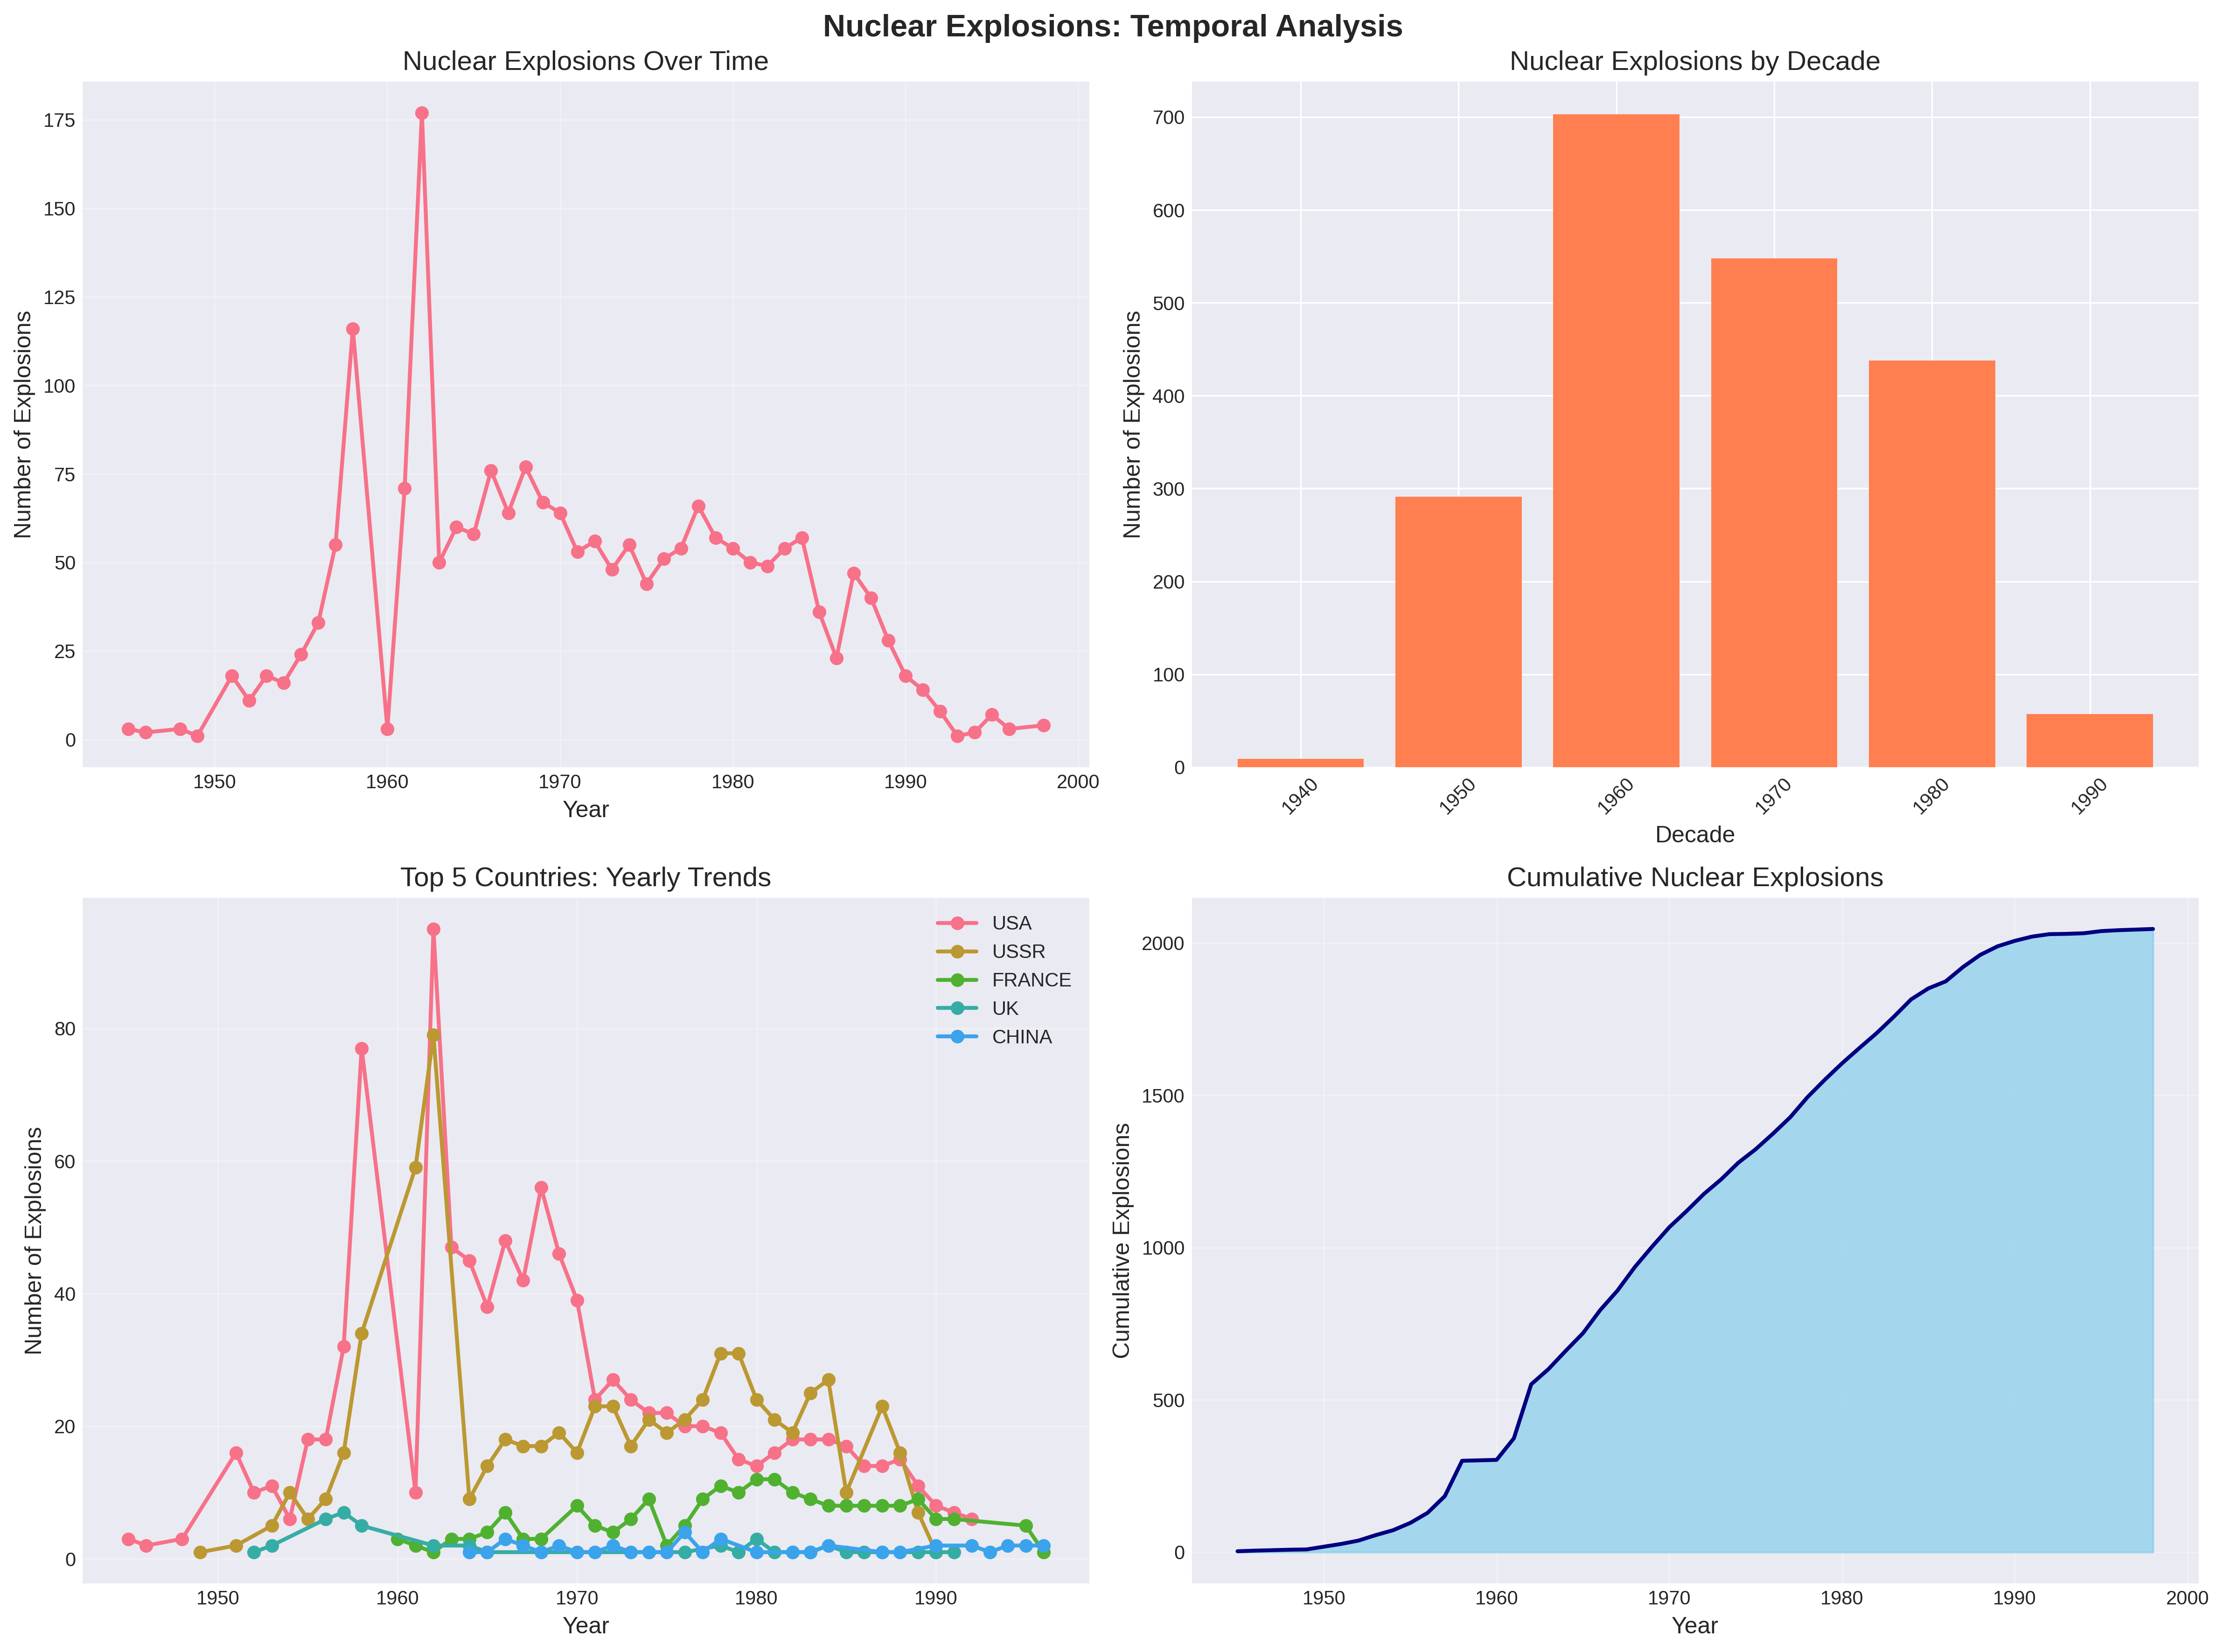 Nuclear Explosions: Temporal Analysis
Nuclear Explosions Over Time
Number of Explosions
175
150
125
100
75
50
25
0
1950
1960
1970
1980
1990
2000
Year
Nuclear Explosions by Decade
Number of Explosions
700
600
500
400
300
200
100
0
1940
1950
1960
1970
1980
1990
Decade
Top 5 Countries: Yearly Trends
Number of Explosions
80
60
40
20
0
1950
1960
1970
1980
1990
Year
USA
USSR
FRANCE
UK
CHINA
Cumulative Nuclear Explosions
Cumulative Explosions
2000
1500
1000
500
0
1950
1960
1970
1980
1990
2000
Year